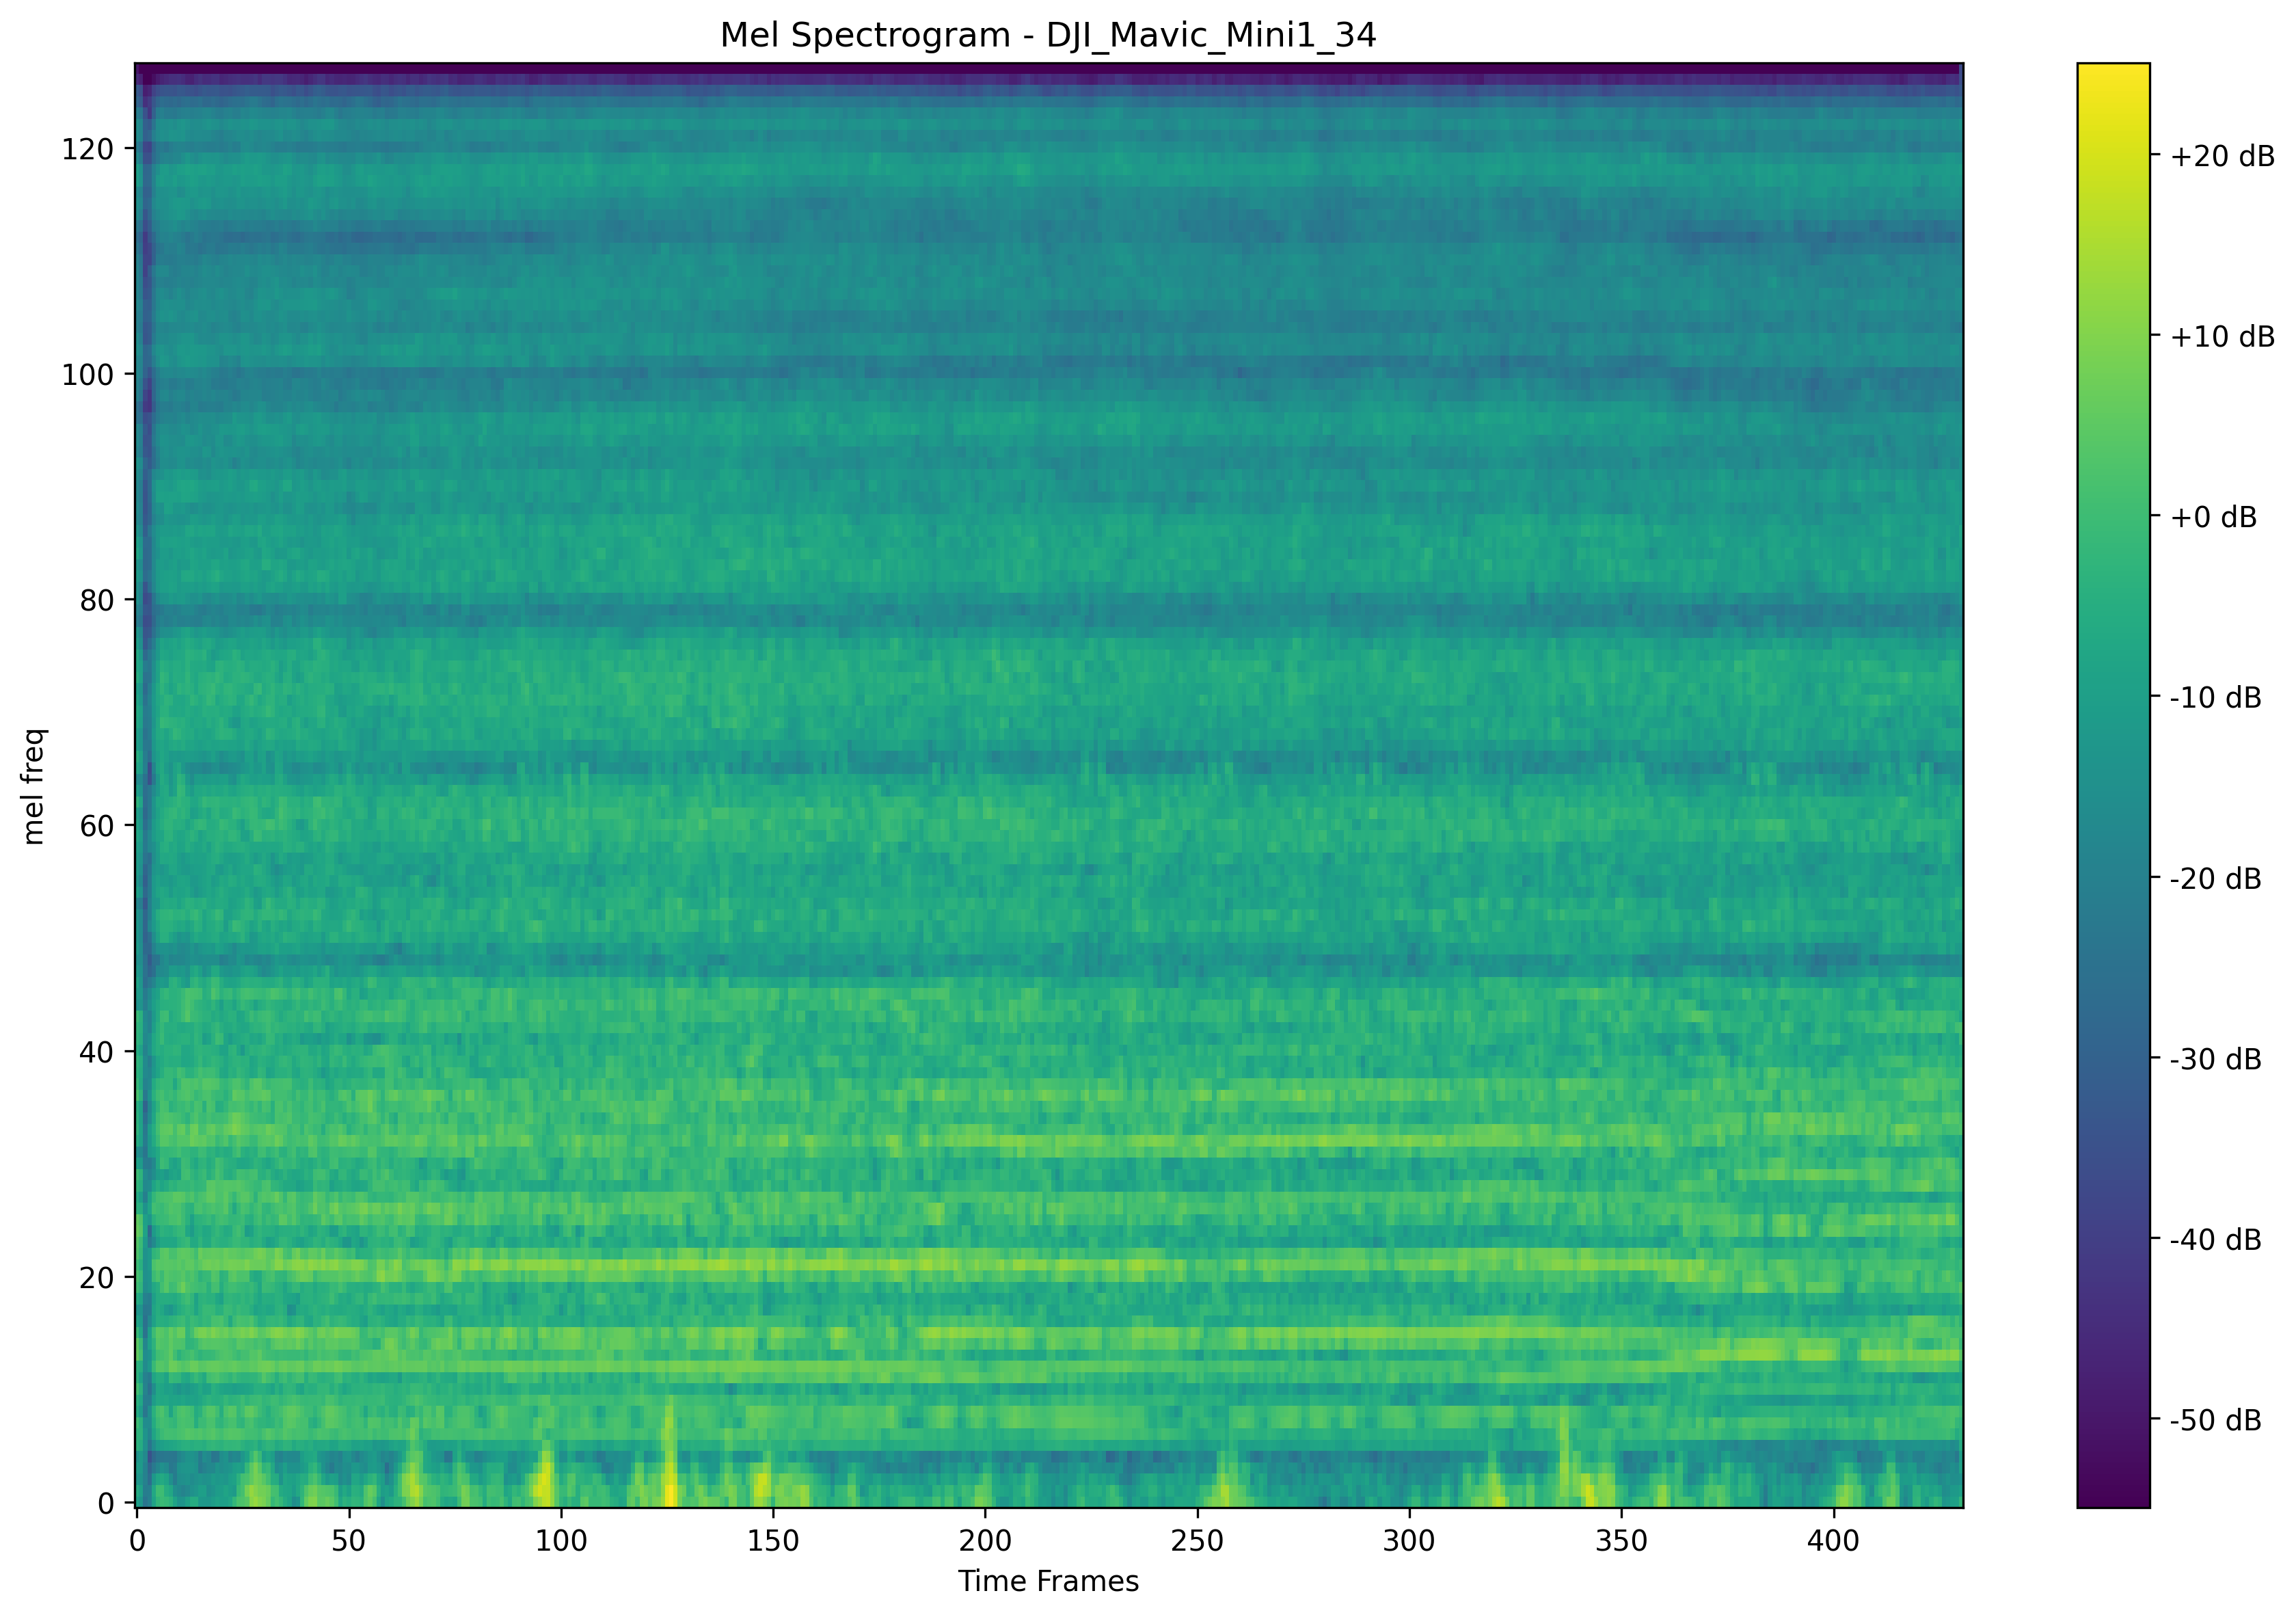 Mel Spectrogram - DJI_Mavic_Mini1_34
mel freq
120
100
80
60
40
20
0
0 50 100 150 200 250 300 350 400
Time Frames
+20 dB
+10 dB
+0 dB
-10 dB
-20 dB
-30 dB
-40 dB
-50 dB